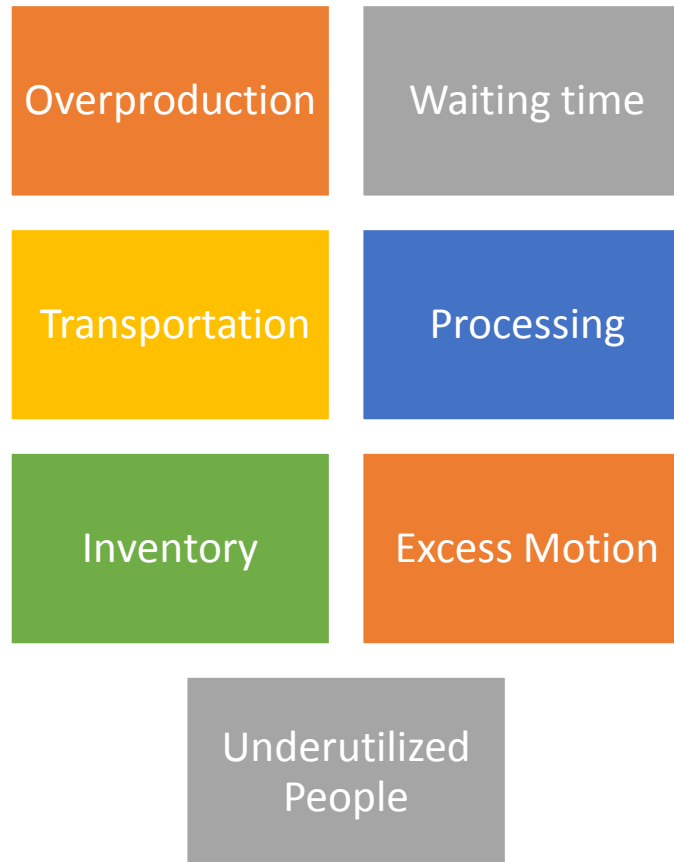 Overproduction
Waiting time
Transportation
Processing
Inventory
Excess Motion
Underutilized
People